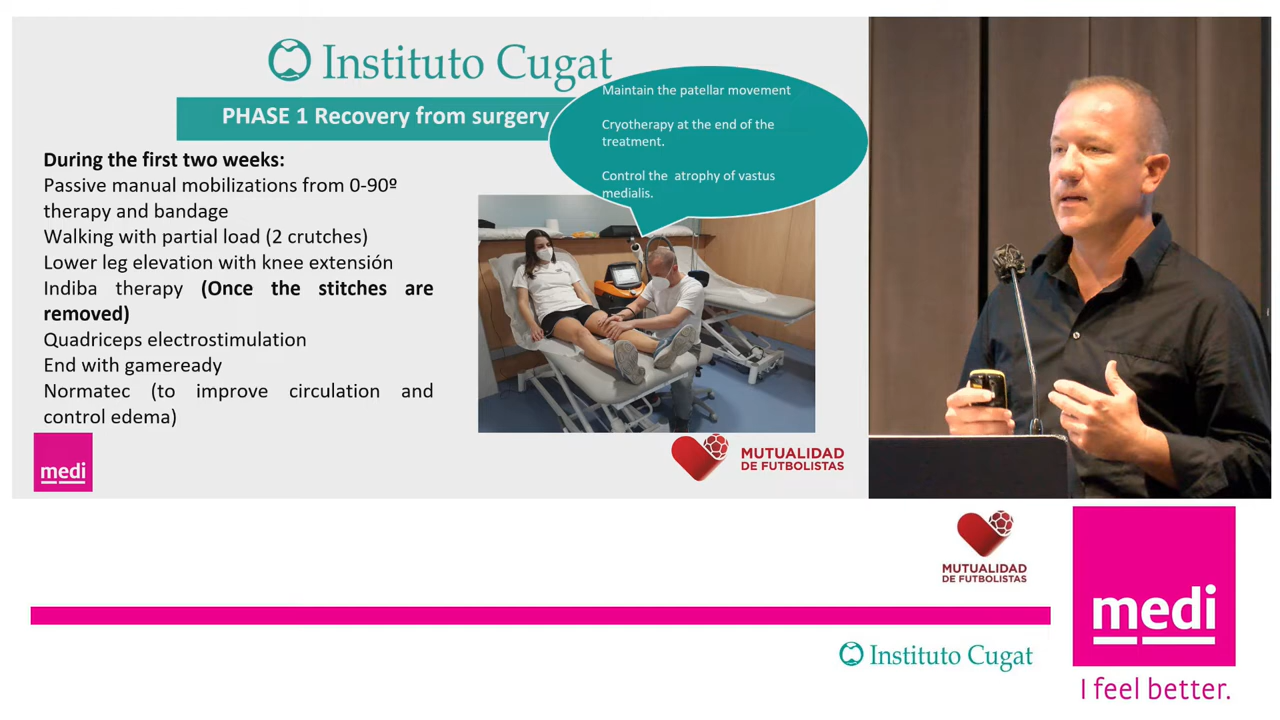 Instituto Cugat
PHASE 1 Recovery from surgery
Maintain the patellar movement
Cryotherapy at the end of the
treatment.
Control the atrophy of vastus
medialis.
During the first two weeks:
Passive manual mobilizations from 0-90º
therapy and bandage
Walking with partial load (2 crutches)
Lower leg elevation with knee extensión
Indiba therapy (Once the stitches are
removed)
Quadriceps electrostimulation
End with gameready
Normatec (to improve circulation and
control edema)
medi
MUTUALIDAD
DE FUTBOLISTAS
MUTUALIDAD
DE FUTBOLISTAS
medi
Instituto Cugat
I feel better.